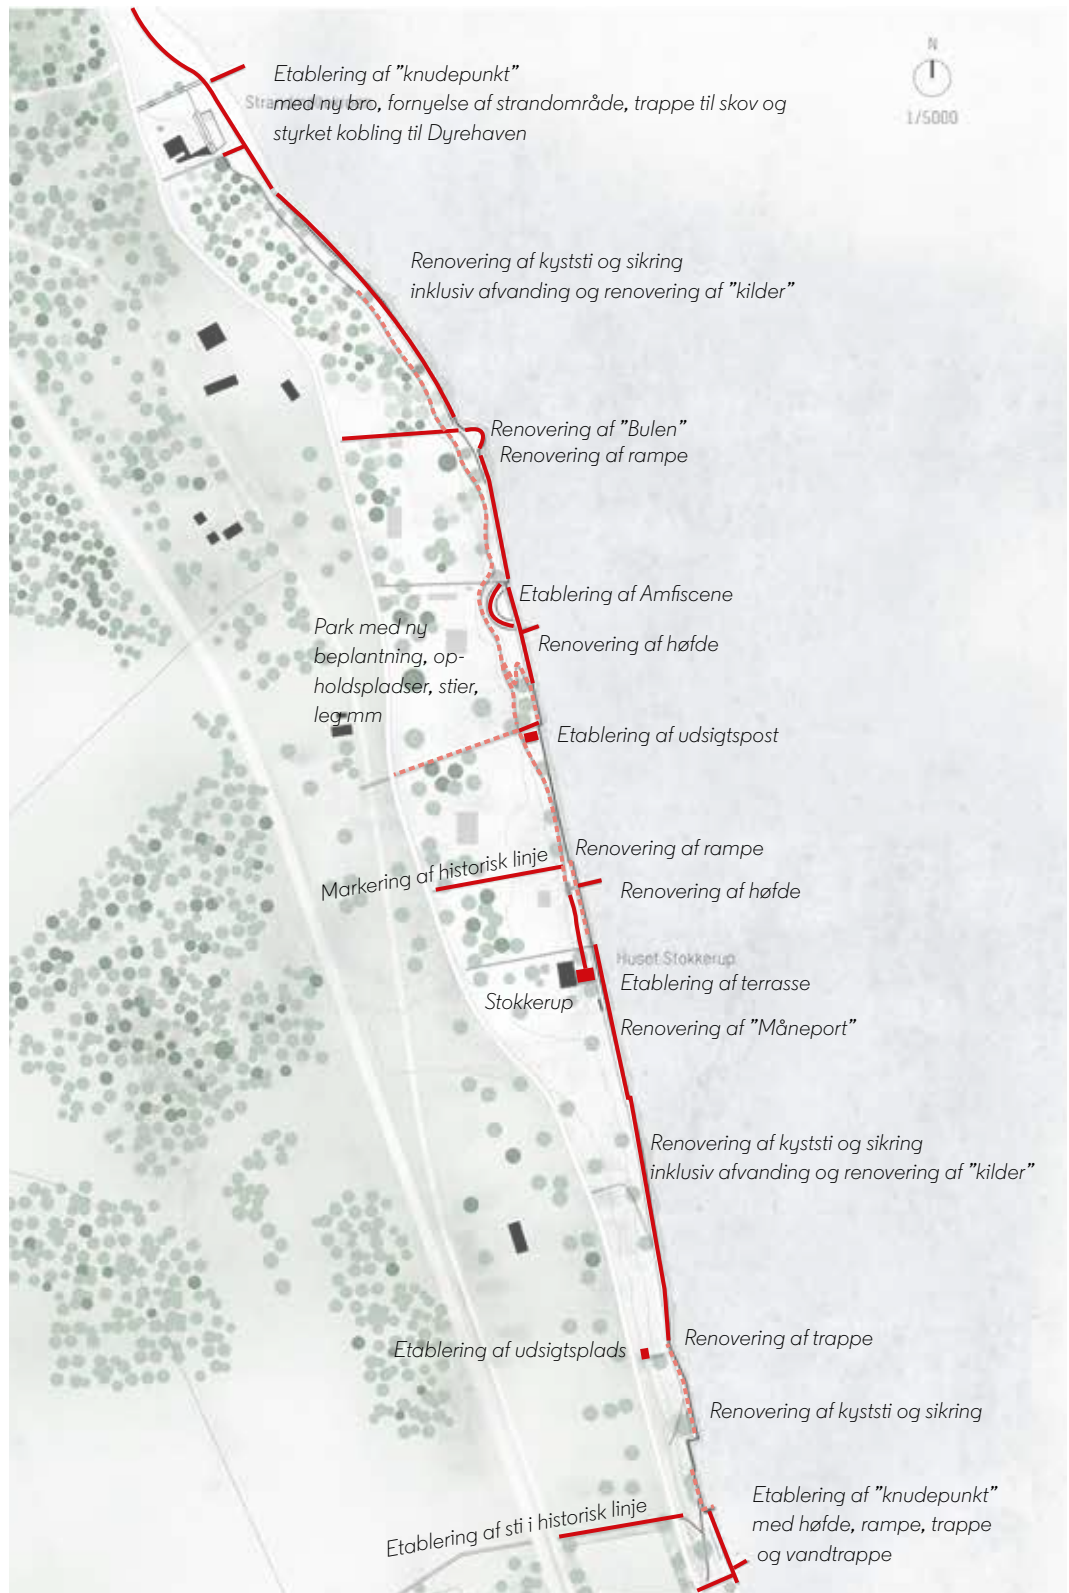 N
1/5000
Etablering af ”knudepunkt”
med ny bro, fornyelse af strandområde, trappe til skov og
styrket kobling til Dyrehaven
Renovering af kyststi og sikring
inklusiv afvanding og renovering af ”kilder”
Renovering af ”Bulen”
Renovering af rampe
Etablering af Amfiscene
Park med ny
beplantning, op-
holdspladser, stier,
leg mm
Renovering af høfde
Etablering af udsigtspost
Renovering af rampe
Markering af historisk linje
Renovering af høfde
Huset Stokkerup
Etablering af terrasse
Stokkerup
Renovering af ”Måneport”
Renovering af kyststi og sikring
inklusiv afvanding og renovering af ”kilder”
Renovering af trappe
Etablering af udsigtsplads
Renovering af kyststi og sikring
Etablering af ”knudepunkt”
med høfde, rampe, trappe
og vandtrappe
Etablering af sti i historisk linje